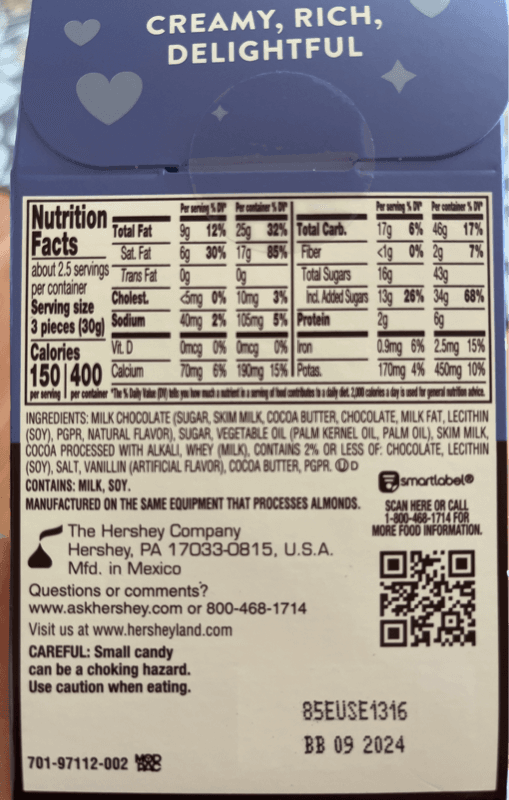 CREAMY, RICH,
DELIGHTFUL
Nutrition
Facts
about 2.5 servings
per container
Serving size
3 pieces (30g)
Calories
150 400
per serving per container
Per serving % DV* Per container % DV* Per serving % DV* Per container % DV*
Total Fat 9g 12% 25g 32% Total Carb. 17g 6% 46g 17%
Sat. Fat 6g 30% 17g 85% Fiber <1g 0% 2g 7%
Trans Fat 0g 0g Total Sugars 16g 43g
Cholest. <5mg 0% 10mg 3% Incl. Added Sugars 13g 26% 34g 68%
Sodium 40mg 2% 105mg 5% Protein 2g 6g
Vit. D 0mcg 0% 0mcg 0% Iron 0.9mg 6% 2.5mg 15%
Calcium 70mg 6% 190mg 15% Potas. 170mg 4% 450mg 10%
*The % Daily Value (DV) tells you how much a nutrient in a serving of food contributes to a daily diet. 2,000 calories a day is used for general nutrition advice.
INGREDIENTS: MILK CHOCOLATE (SUGAR, SKIM MILK, COCOA BUTTER, CHOCOLATE, MILK FAT, LECITHIN
(SOY), PGPR, NATURAL FLAVOR), SUGAR, VEGETABLE OIL (PALM KERNEL OIL, PALM OIL), SKIM MILK,
COCOA PROCESSED WITH ALKALI, WHEY (MILK), CONTAINS 2% OR LESS OF: CHOCOLATE, LECITHIN
(SOY), SALT, VANILLIN (ARTIFICIAL FLAVOR), COCOA BUTTER, PGPR. Ⓤ D
CONTAINS: MILK, SOY.
MANUFACTURED ON THE SAME EQUIPMENT THAT PROCESSES ALMONDS.
smartlabel®
SCAN HERE OR CALL
1-800-468-1714 FOR
MORE FOOD INFORMATION.
The Hershey Company
Hershey, PA 17033-0815, U.S.A.
Mfd. in Mexico
Questions or comments?
www.askhershey.com or 800-468-1714
Visit us at www.hersheyland.com
CAREFUL: Small candy
can be a choking hazard.
Use caution when eating.
85EUSE1316
BB 09 2024
701-97112-002